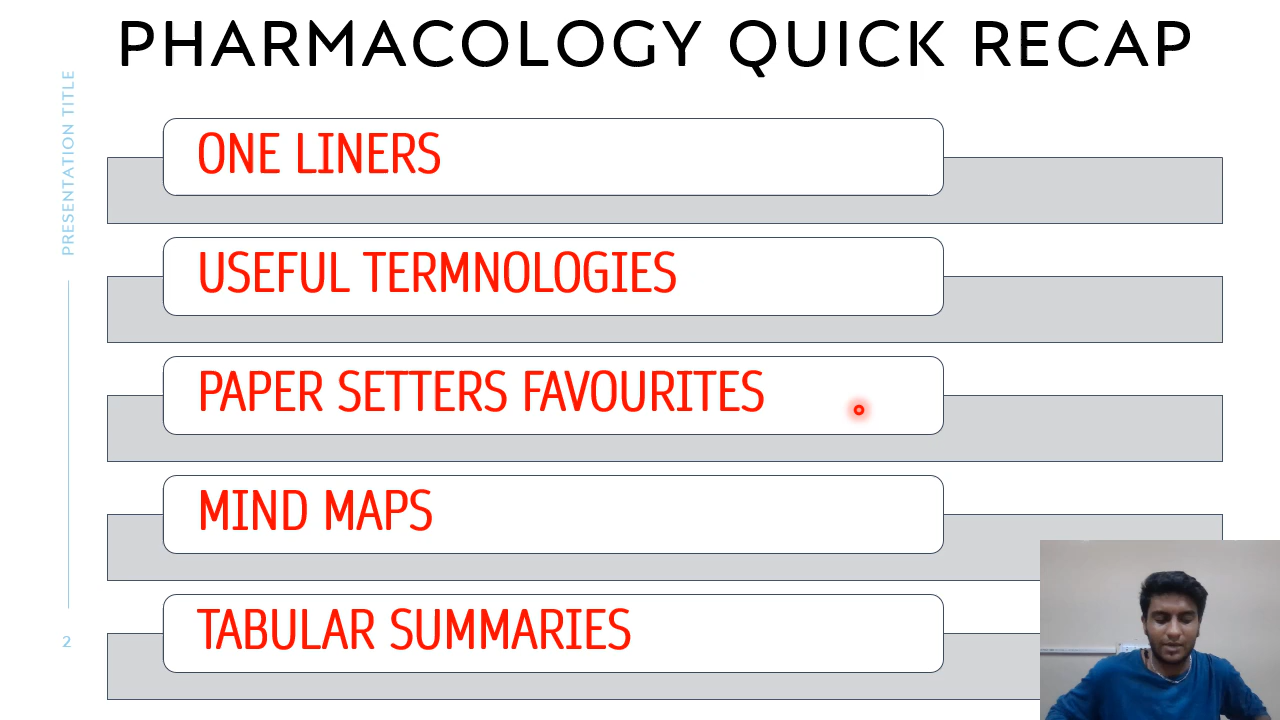 PHARMACOLOGY QUICK RECAP
PRESENTATION TITLE
ONE LINERS
USEFUL TERMNOLOGIES
PAPER SETTERS FAVOURITES
MIND MAPS
TABULAR SUMMARIES
2